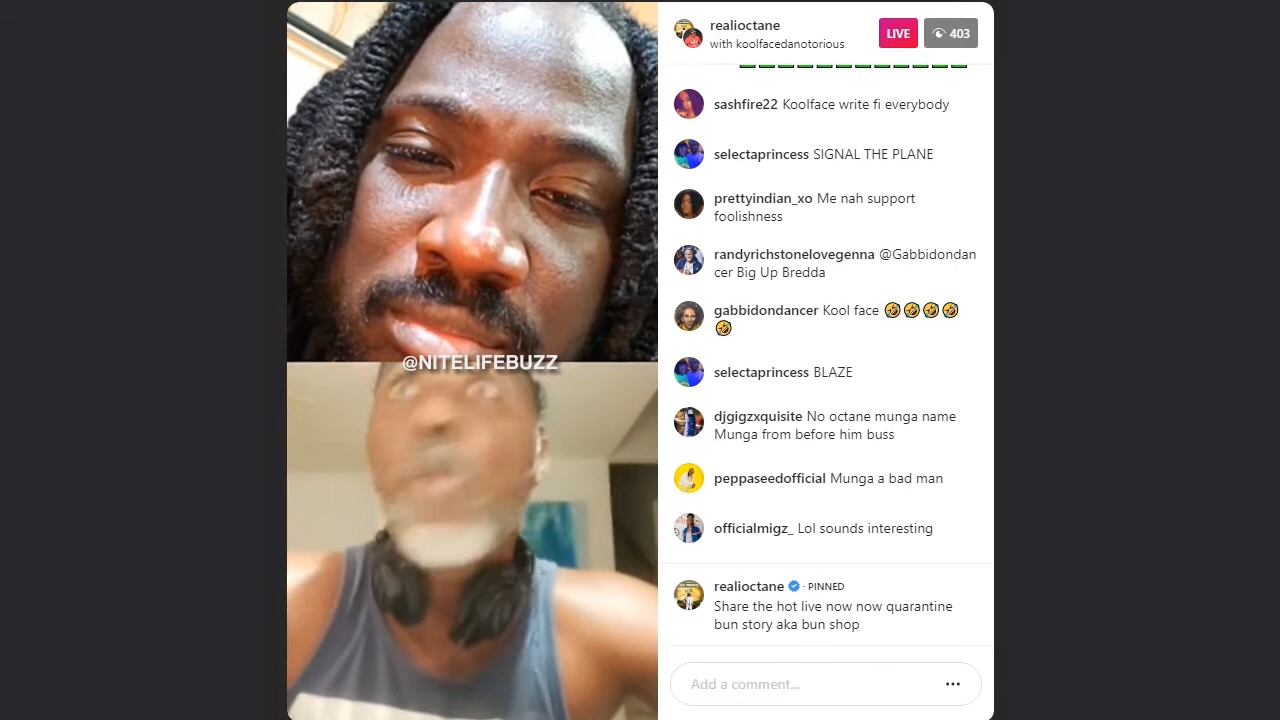 realioctane
with koolfacedanotorious
LIVE
403
sashfire22 Koolface write fi everybody
selectaprincess SIGNAL THE PLANE
prettyindian_xo Me nah support
foolishness
randyrichstonelovegenna @Gabbidondan
cer Big Up Bredda
gabbidondancer Kool face 🤣🤣🤣🤣
🤣
selectaprincess BLAZE
djgigzxquisite No octane munga name
Munga from before him buss
peppaseedofficial Munga a bad man
officialmigz_ Lol sounds interesting
realioctane · PINNED
Share the hot live now now quarantine
bun story aka bun shop
Add a comment...
@NITELIFEBUZZ